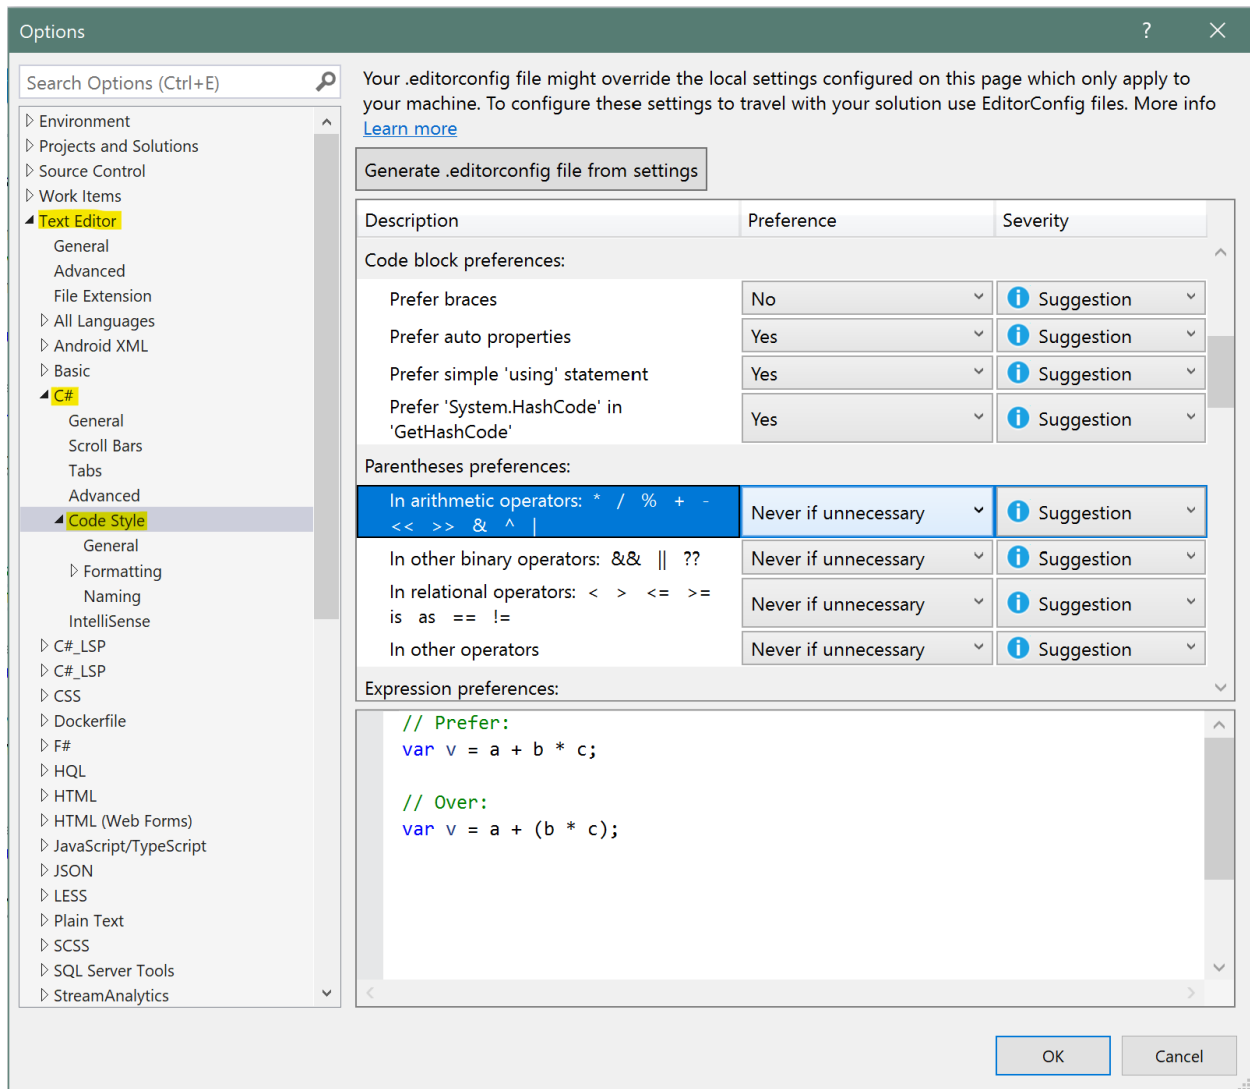 Options
?
Search Options (Ctrl+E)
Environment
Projects and Solutions
Source Control
Work Items
Text Editor
General
Advanced
File Extension
All Languages
Android XML
Basic
C#
General
Scroll Bars
Tabs
Advanced
Code Style
General
Formatting
Naming
IntelliSense
C#_LSP
C#_LSP
CSS
Dockerfile
F#
HQL
HTML
HTML (Web Forms)
JavaScript/TypeScript
JSON
LESS
Plain Text
SCSS
SQL Server Tools
StreamAnalytics
Your .editorconfig file might override the local settings configured on this page which only apply to
your machine. To configure these settings to travel with your solution use EditorConfig files. More info
Learn more
Generate .editorconfig file from settings
Description Preference Severity
Code block preferences:
Prefer braces No Suggestion
Prefer auto properties Yes Suggestion
Prefer simple 'using' statement Yes Suggestion
Prefer 'System.HashCode' in
'GetHashCode' Yes Suggestion
Parentheses preferences:
In arithmetic operators: * / % + -
<< >> & ^ | Never if unnecessary Suggestion
In other binary operators: && || ?? Never if unnecessary Suggestion
In relational operators: < > <= >=
is as == != Never if unnecessary Suggestion
In other operators Never if unnecessary Suggestion
Expression preferences:
// Prefer:
var v = a + b * c;
// Over:
var v = a + (b * c);
OK Cancel